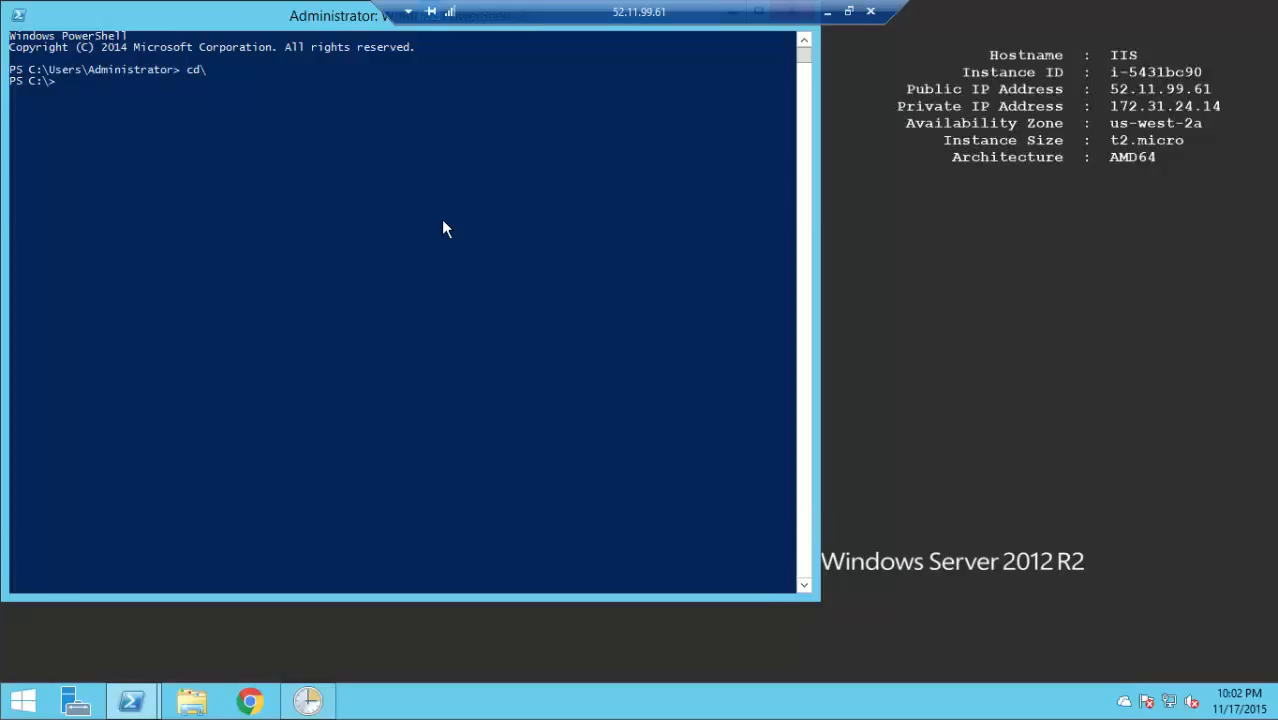 Administrator:
52.11.99.61
Windows PowerShell
Copyright (C) 2014 Microsoft Corporation. All rights reserved.
PS C:\Users\Administrator> cd\
PS C:\>
Hostname : IIS
Instance ID : i-5431bc90
Public IP Address : 52.11.99.61
Private IP Address : 172.31.24.14
Availability Zone : us-west-2a
Instance Size : t2.micro
Architecture : AMD64
Windows Server 2012 R2
10:02 PM
11/17/2015